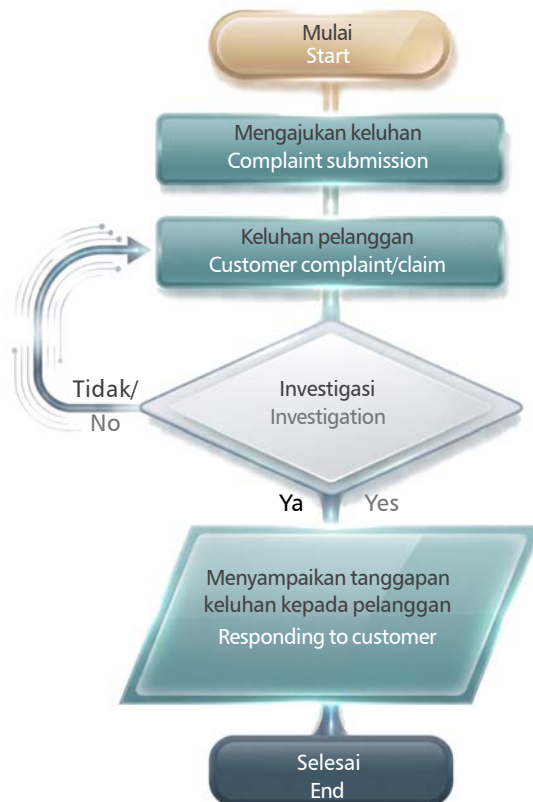 Mulai
Start
Mengajukan keluhan
Complaint submission
Keluhan pelanggan
Customer complaint/claim
Investigasi
Investigation
Tidak/
No
Ya Yes
Menyampaikan tanggapan
keluhan kepada pelanggan
Responding to customer
Selesai
End